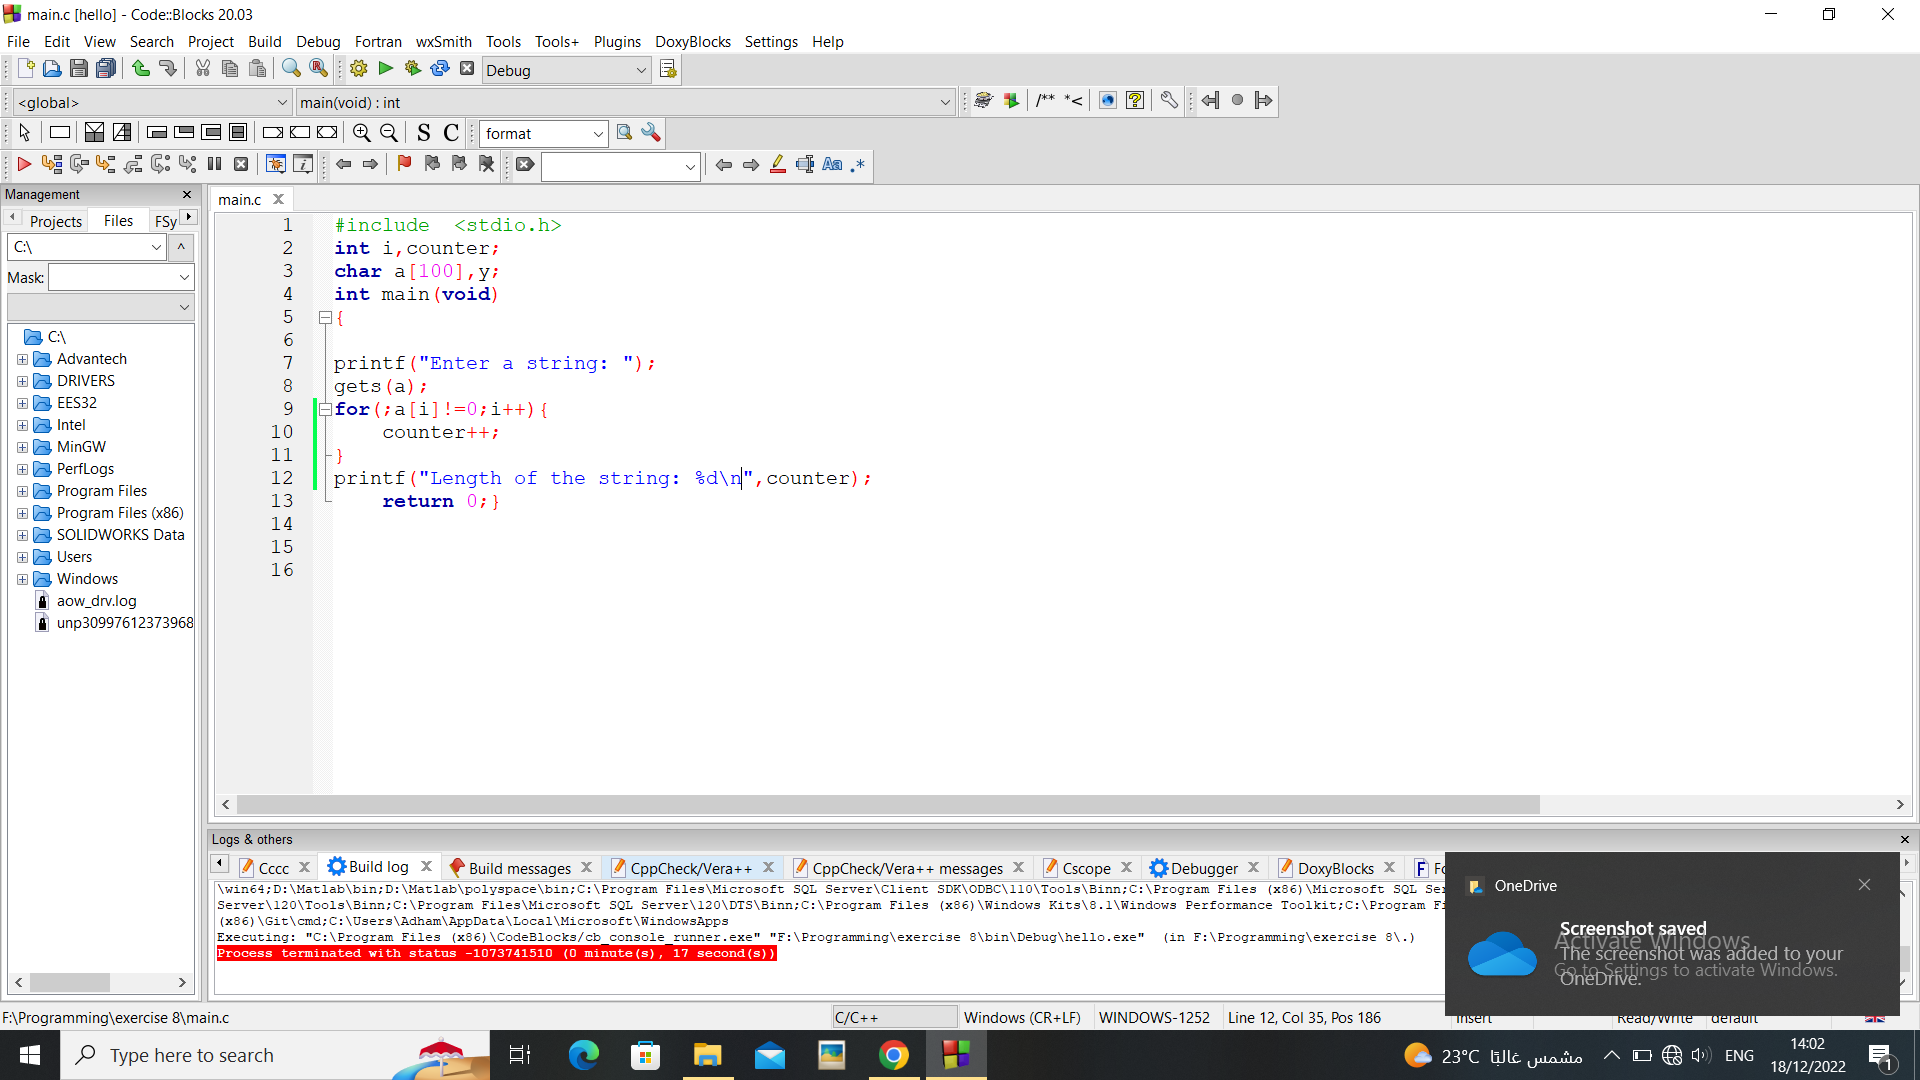 main.c [hello] - Code::Blocks 20.03
File Edit View Search Project Build Debug Fortran wxSmith Tools Tools+ Plugins DoxyBlocks Settings Help
Debug
<global> main(void) : int /** *<
S C format
Aa .*
Management
Projects Files FSy
C:\ ^
Mask:
C:\
Advantech
DRIVERS
EES32
Intel
MinGW
PerfLogs
Program Files
Program Files (x86)
SOLIDWORKS Data
Users
Windows
aow_drv.log
unp30997612373968
main.c
1 #include  <stdio.h>
2 int i,counter;
3 char a[100],y;
4 int main(void)
5 {
6
7 printf("Enter a string: ");
8 gets(a);
9 for(;a[i]!=0;i++){
10     counter++;
11 }
12 printf("Length of the string: %d\n",counter);
13     return 0;}
14
15
16
Logs & others
Cccc Build log Build messages CppCheck/Vera++ CppCheck/Vera++ messages Cscope Debugger DoxyBlocks Fo
\win64;D:\Matlab\bin;D:\Matlab\polyspace\bin;C:\Program Files\Microsoft SQL Server\Client SDK\ODBC\110\Tools\Binn;C:\Program Files (x86)\Microsoft SQL Se
Server\120\Tools\Binn;C:\Program Files\Microsoft SQL Server\120\DTS\Binn;C:\Program Files (x86)\Windows Kits\8.1\Windows Performance Toolkit;C:\Program Fi
(x86)\Git\cmd;C:\Users\Adham\AppData\Local\Microsoft\WindowsApps
Executing: "C:\Program Files (x86)\CodeBlocks/cb_console_runner.exe" "F:\Programming\exercise 8\bin\Debug\hello.exe"  (in F:\Programming\exercise 8\.)
Process terminated with status -1073741510 (0 minute(s), 17 second(s))
OneDrive
Screenshot saved
The screenshot was added to your
OneDrive.
Activate Windows
Go to Settings to activate Windows.
F:\Programming\exercise 8\main.c C/C++ Windows (CR+LF) WINDOWS-1252 Line 12, Col 35, Pos 186 Insert Read/Write default
Type here to search
23°C مشمس غالبًا ENG
14:02
18/12/2022
1